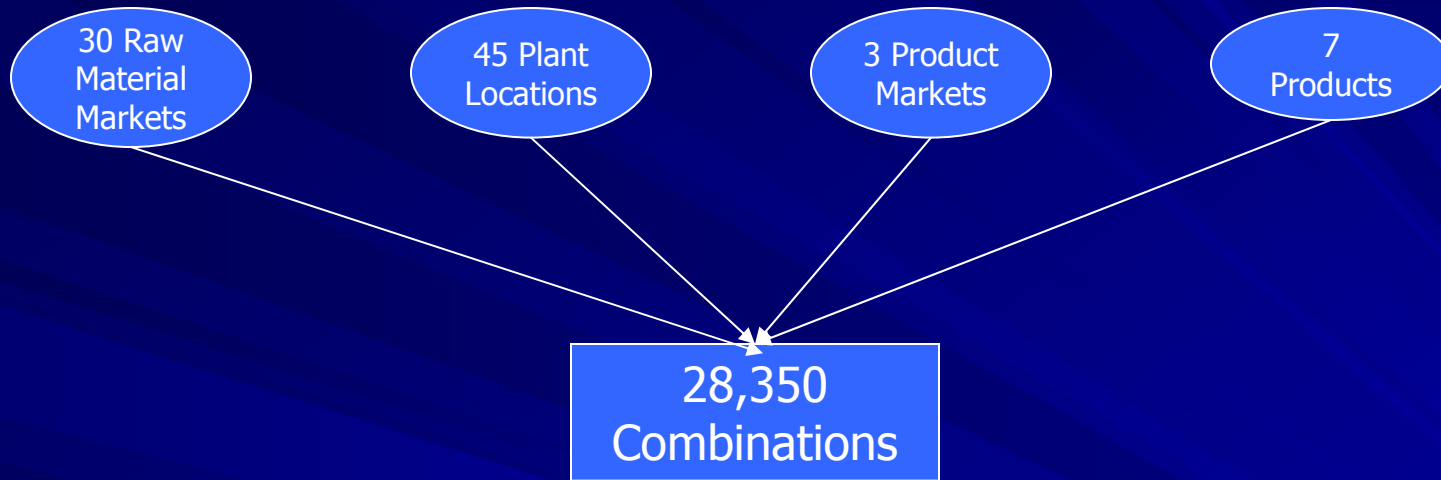 30 Raw
Material
Markets
45 Plant
Locations
3 Product
Markets
7
Products
28,350
Combinations